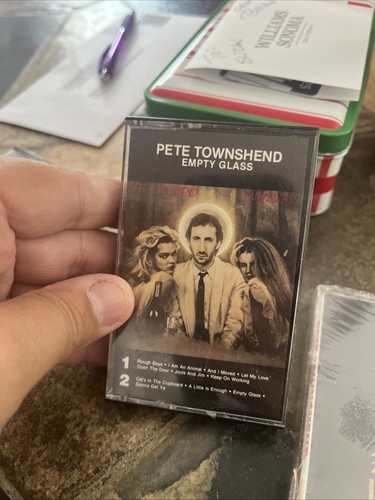 WILLIAMS
SONOMA
PETE TOWNSHEND
EMPTY GLASS
1
Rough Boys • I Am An Animal • And I Moved • Let My Love
Open The Door • Jools And Jim • Keep On Working
2
Cat's In The Cupboard • A Little Is Enough • Empty Glass •
Gonna Get Ya